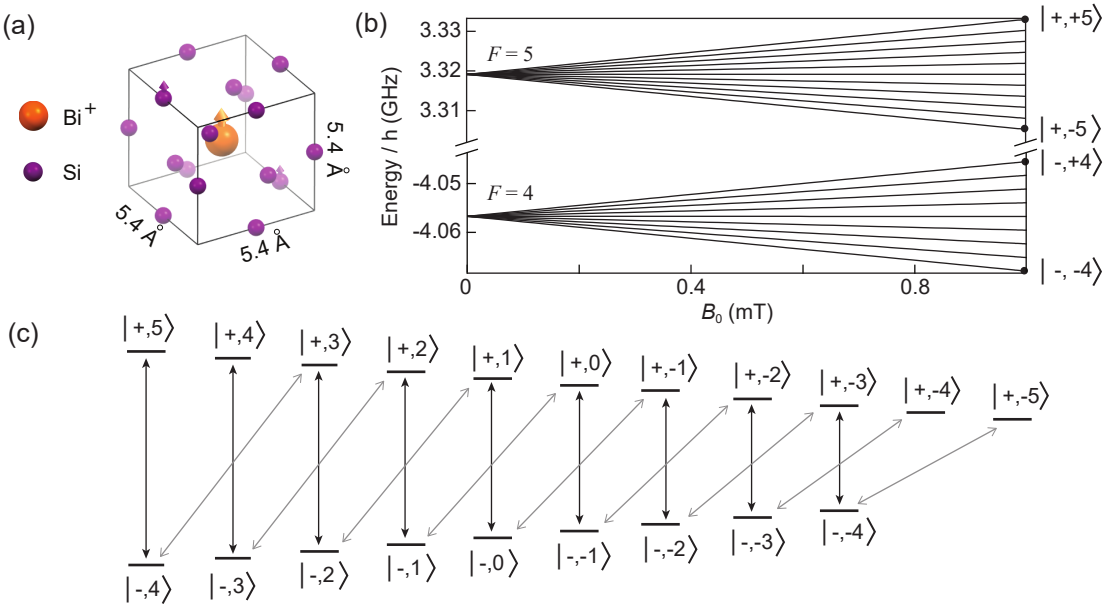 (a)
Bi⁺
Si
5.4 Å
5.4 Å
5.4 Å
(b)
Energy / h (GHz)
3.33
3.32
3.31
-4.05
-4.06
F = 5
F = 4
0
0.4
0.8
B₀ (mT)
|+,+5⟩
|+,-5⟩
|-,+4⟩
|-, -4⟩
(c)
|+,5⟩ |+,4⟩ |+,3⟩ |+,2⟩ |+,1⟩ |+,0⟩ |+,-1⟩ |+,-2⟩ |+,-3⟩ |+,-4⟩ |+,-5⟩
|-,4⟩ |-,3⟩ |-,2⟩ |-,1⟩ |-,0⟩ |-,-1⟩ |-,-2⟩ |-,-3⟩ |-,-4⟩